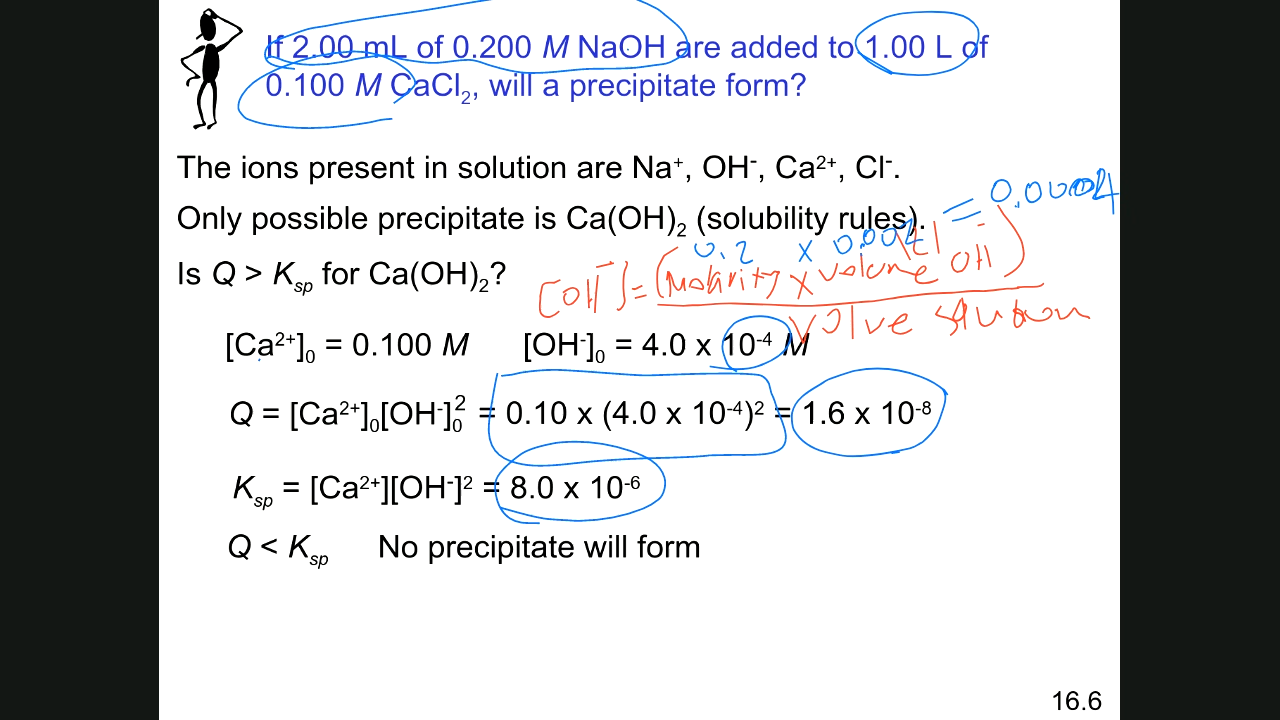 If 2.00 mL of 0.200 M NaOH are added to 1.00 L of
0.100 M CaCl₂, will a precipitate form?
The ions present in solution are Na⁺, OH⁻, Ca²⁺, Cl⁻.
Only possible precipitate is Ca(OH)₂ (solubility rules).
Is Q > Ksp for Ca(OH)₂?
0.2 x 0.002
[OH⁻] = (Molarity x volume OH)
volve solution
[Ca²⁺]₀ = 0.100 M [OH⁻]₀ = 4.0 x 10⁻⁴ M
Q = [Ca²⁺]₀[OH⁻]₀² = 0.10 x (4.0 x 10⁻⁴)² = 1.6 x 10⁻⁸
Ksp = [Ca²⁺][OH⁻]² = 8.0 x 10⁻⁶
Q < Ksp No precipitate will form
16.6